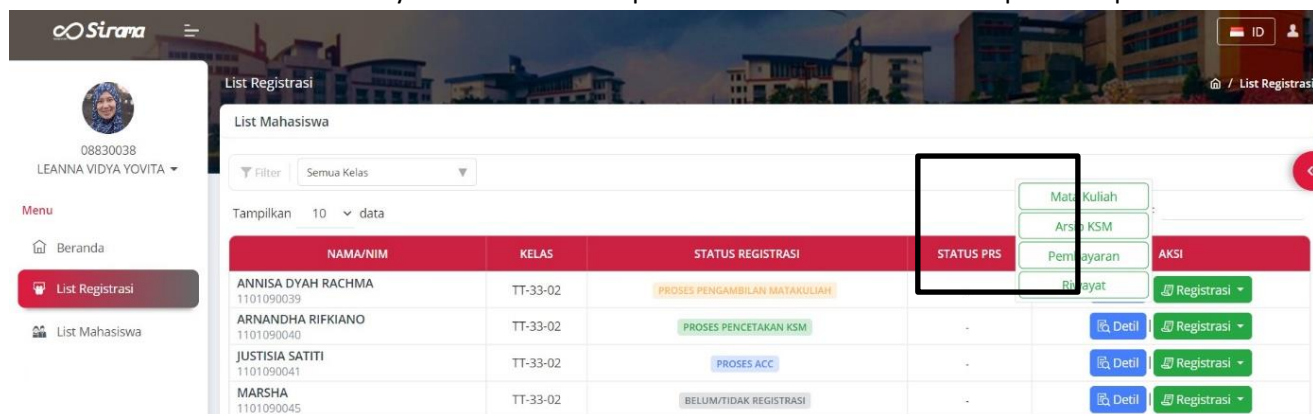 Sirama
ID
List Registrasi
/ List Registrasi
08830038
LEANNA VIDYA YOVITA
Menu
Beranda
List Registrasi
List Mahasiswa
List Mahasiswa
Filter Semua Kelas
Tampilkan 10 data
:
Mata Kuliah
Arsip KSM
Pembayaran
Riwayat
NAMA/NIM KELAS STATUS REGISTRASI STATUS PRS AKSI
ANNISA DYAH RACHMA
1101090039
TT-33-02 PROSES PENGAMBILAN MATAKULIAH Registrasi
ARNANDHA RIFKIANO
1101090040
TT-33-02 PROSES PENCETAKAN KSM - Detil | Registrasi
JUSTISIA SATITI
1101090041
TT-33-02 PROSES ACC - Detil | Registrasi
MARSHA
1101090045
TT-33-02 BELUM/TIDAK REGISTRASI - Detil | Registrasi